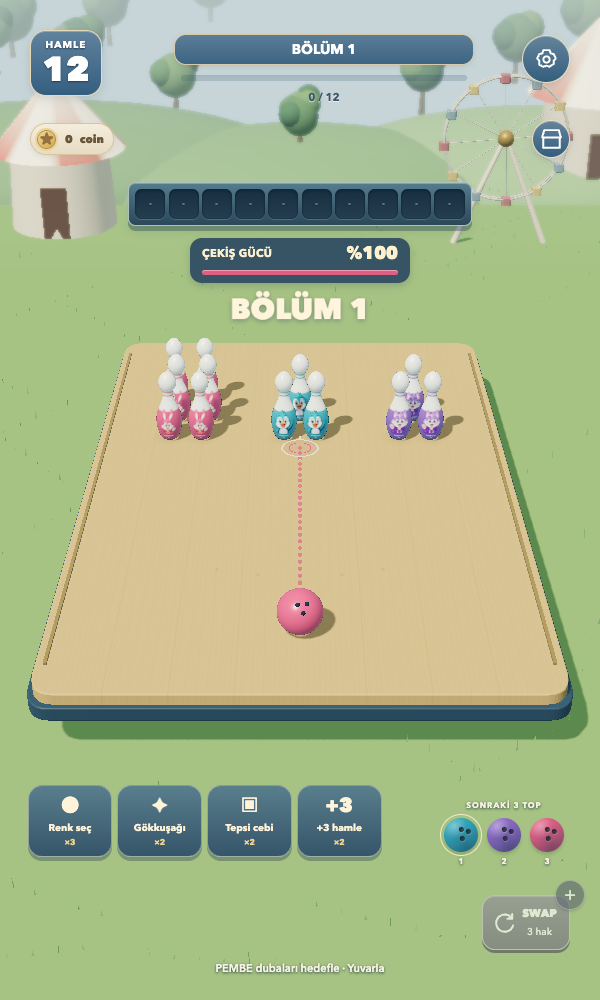 HAMLE
12
BÖLÜM 1
0 / 12
0 coin
- - - - - - - - - -
ÇEKİŞ GÜCÜ %100
BÖLÜM 1
Renk seç
×3
Gökkuşağı
×2
Tepsi cebi
×2
+3
+3 hamle
×2
SONRAKİ 3 TOP
1 2 3
+
SWAP
3 hak
PEMBE dubaları hedefle · Yuvarla